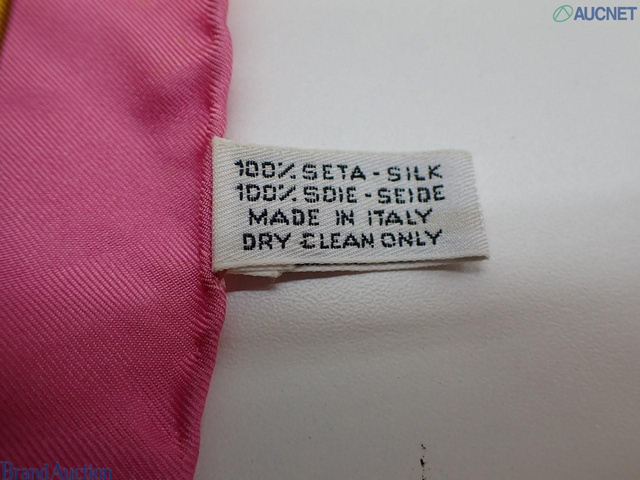 AUCNET
100% SETA - SILK
100% SOIE - SEIDE
MADE IN ITALY
DRY CLEAN ONLY
Brand Auction